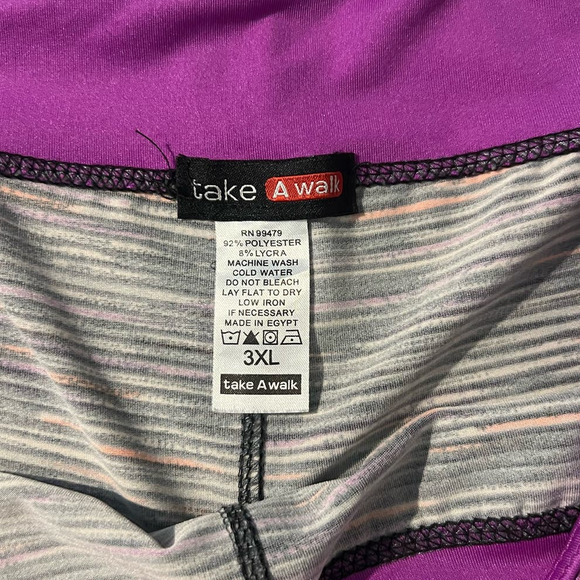 take A walk
RN 99479
92% POLYESTER
8% LYCRA
MACHINE WASH
COLD WATER
DO NOT BLEACH
LAY FLAT TO DRY
LOW IRON
IF NECESSARY
MADE IN EGYPT
3XL
take A walk